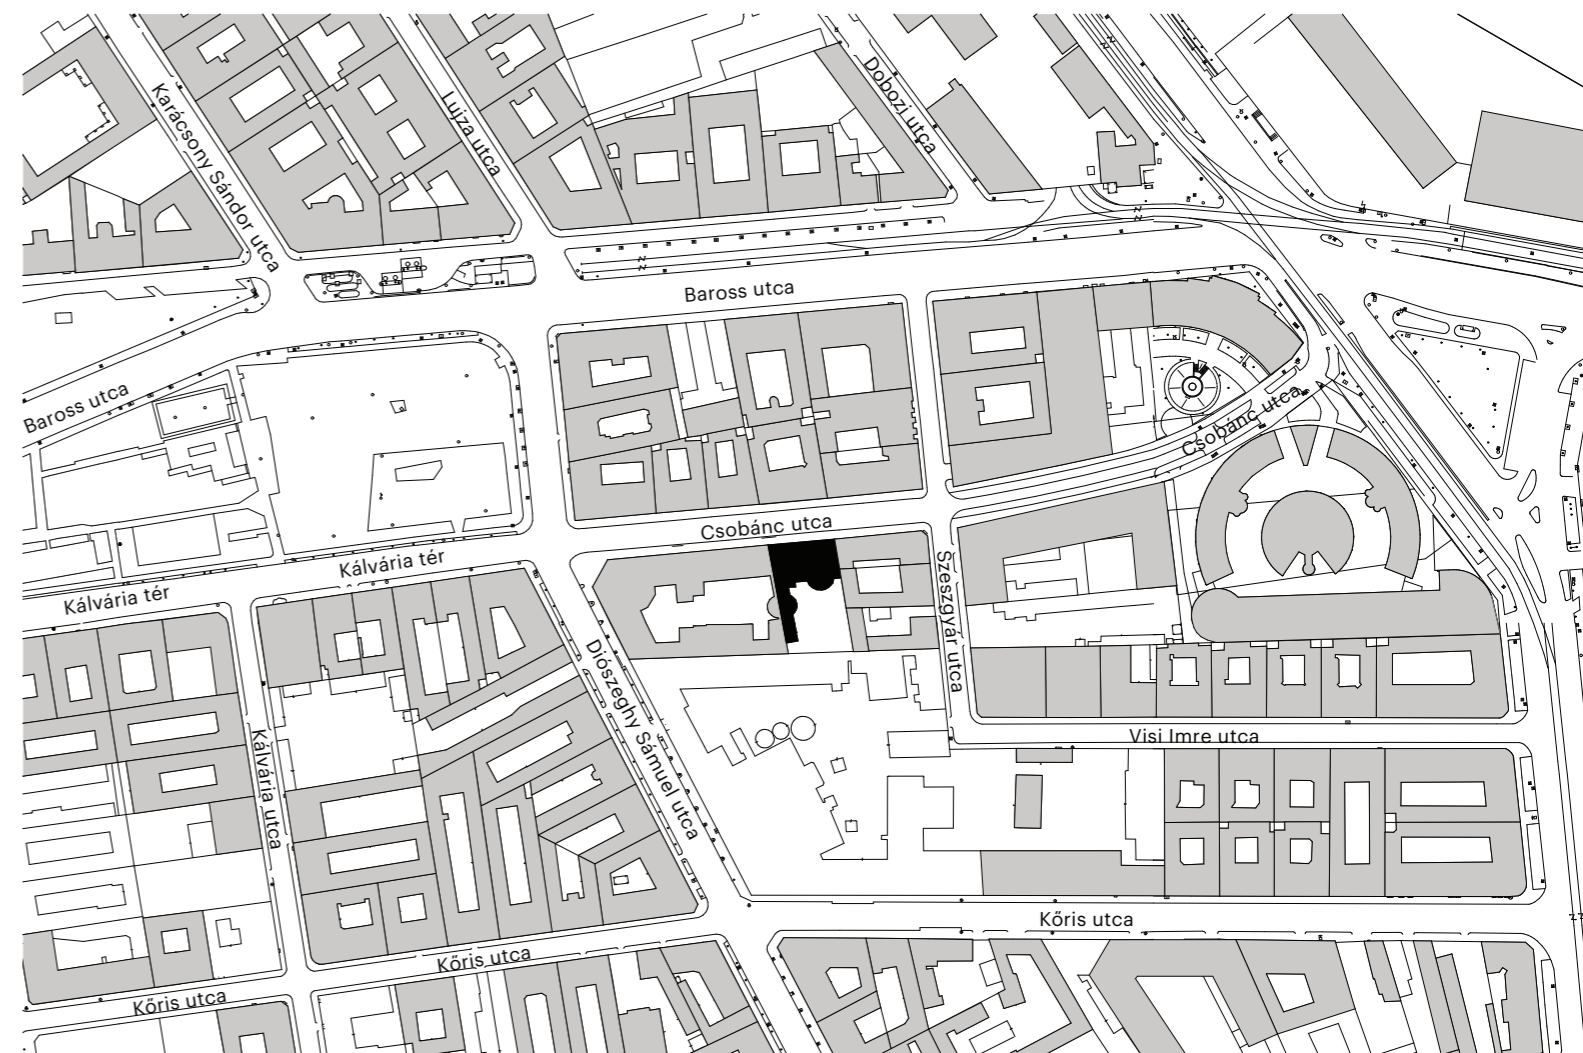 Karácsony Sándor utca
Lujza utca
Dobozi utca
Baross utca
Baross utca
Csobánc utca
Csobánc utca
Kálvária tér
Kálvária tér
Szeszgyár utca
Diószeghy Sámuel utca
Kálvária utca
Visi Imre utca
Kőris utca
Kőris utca
Kőris utca